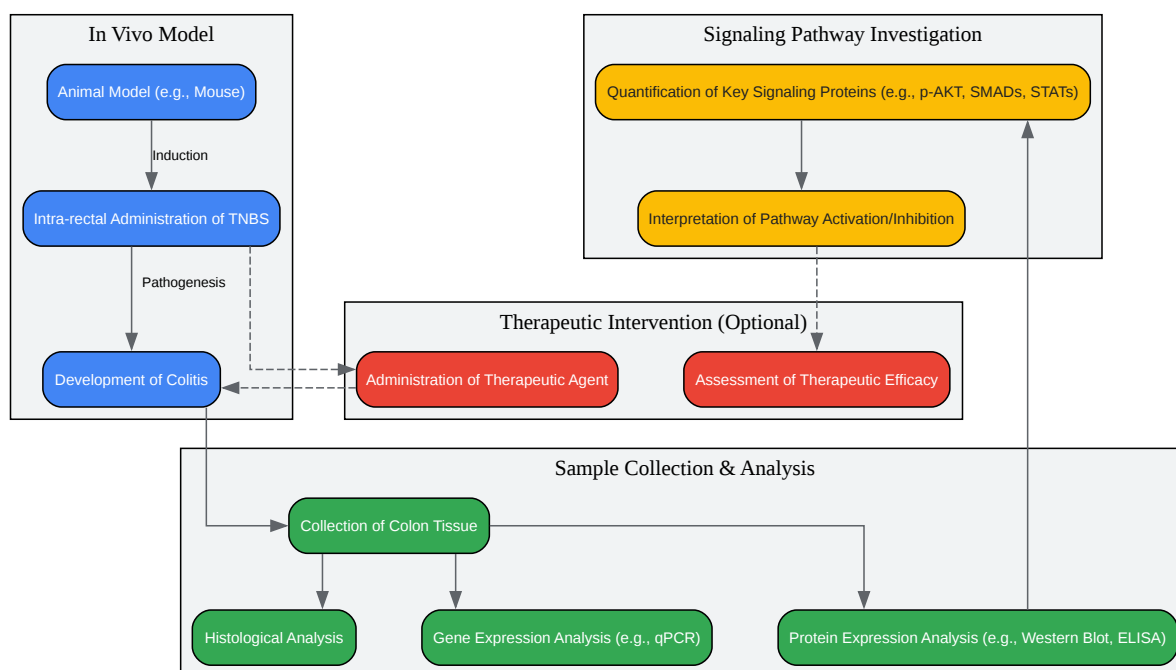 In Vivo Model
Animal Model (e.g., Mouse)
Induction
Intra-rectal Administration of TNBS
Pathogenesis
Development of Colitis
Signaling Pathway Investigation
Quantification of Key Signaling Proteins (e.g., p-AKT, SMADs, STATs)
Interpretation of Pathway Activation/Inhibition
Therapeutic Intervention (Optional)
Administration of Therapeutic Agent
Assessment of Therapeutic Efficacy
Sample Collection & Analysis
Collection of Colon Tissue
Histological Analysis
Gene Expression Analysis (e.g., qPCR)
Protein Expression Analysis (e.g., Western Blot, ELISA)